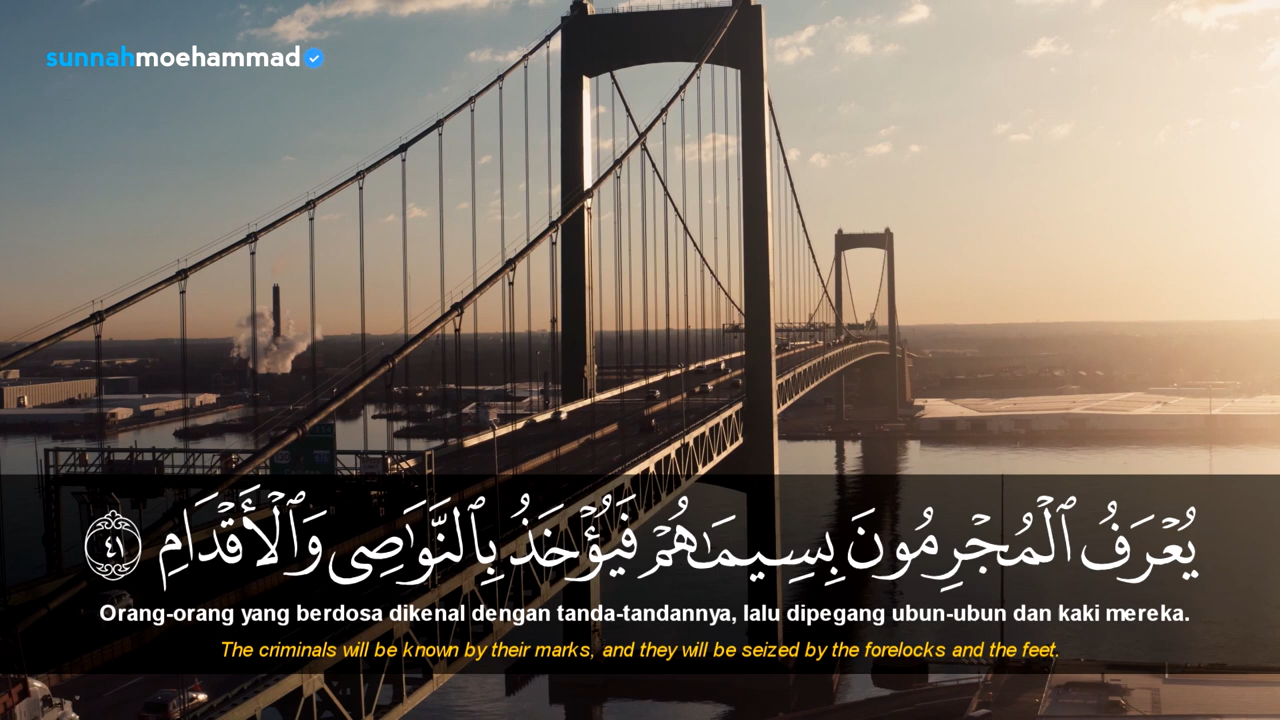 sunnahmoehammad
يُعْرَفُ ٱلْمُجْرِمُونَ بِسِيمَـٰهُمْ فَيُؤْخَذُ بِٱلنَّوَٰصِى وَٱلْأَقْدَامِ ٤١
Orang-orang yang berdosa dikenal dengan tanda-tandannya, lalu dipegang ubun-ubun dan kaki mereka.
The criminals will be known by their marks, and they will be seized by the forelocks and the feet.